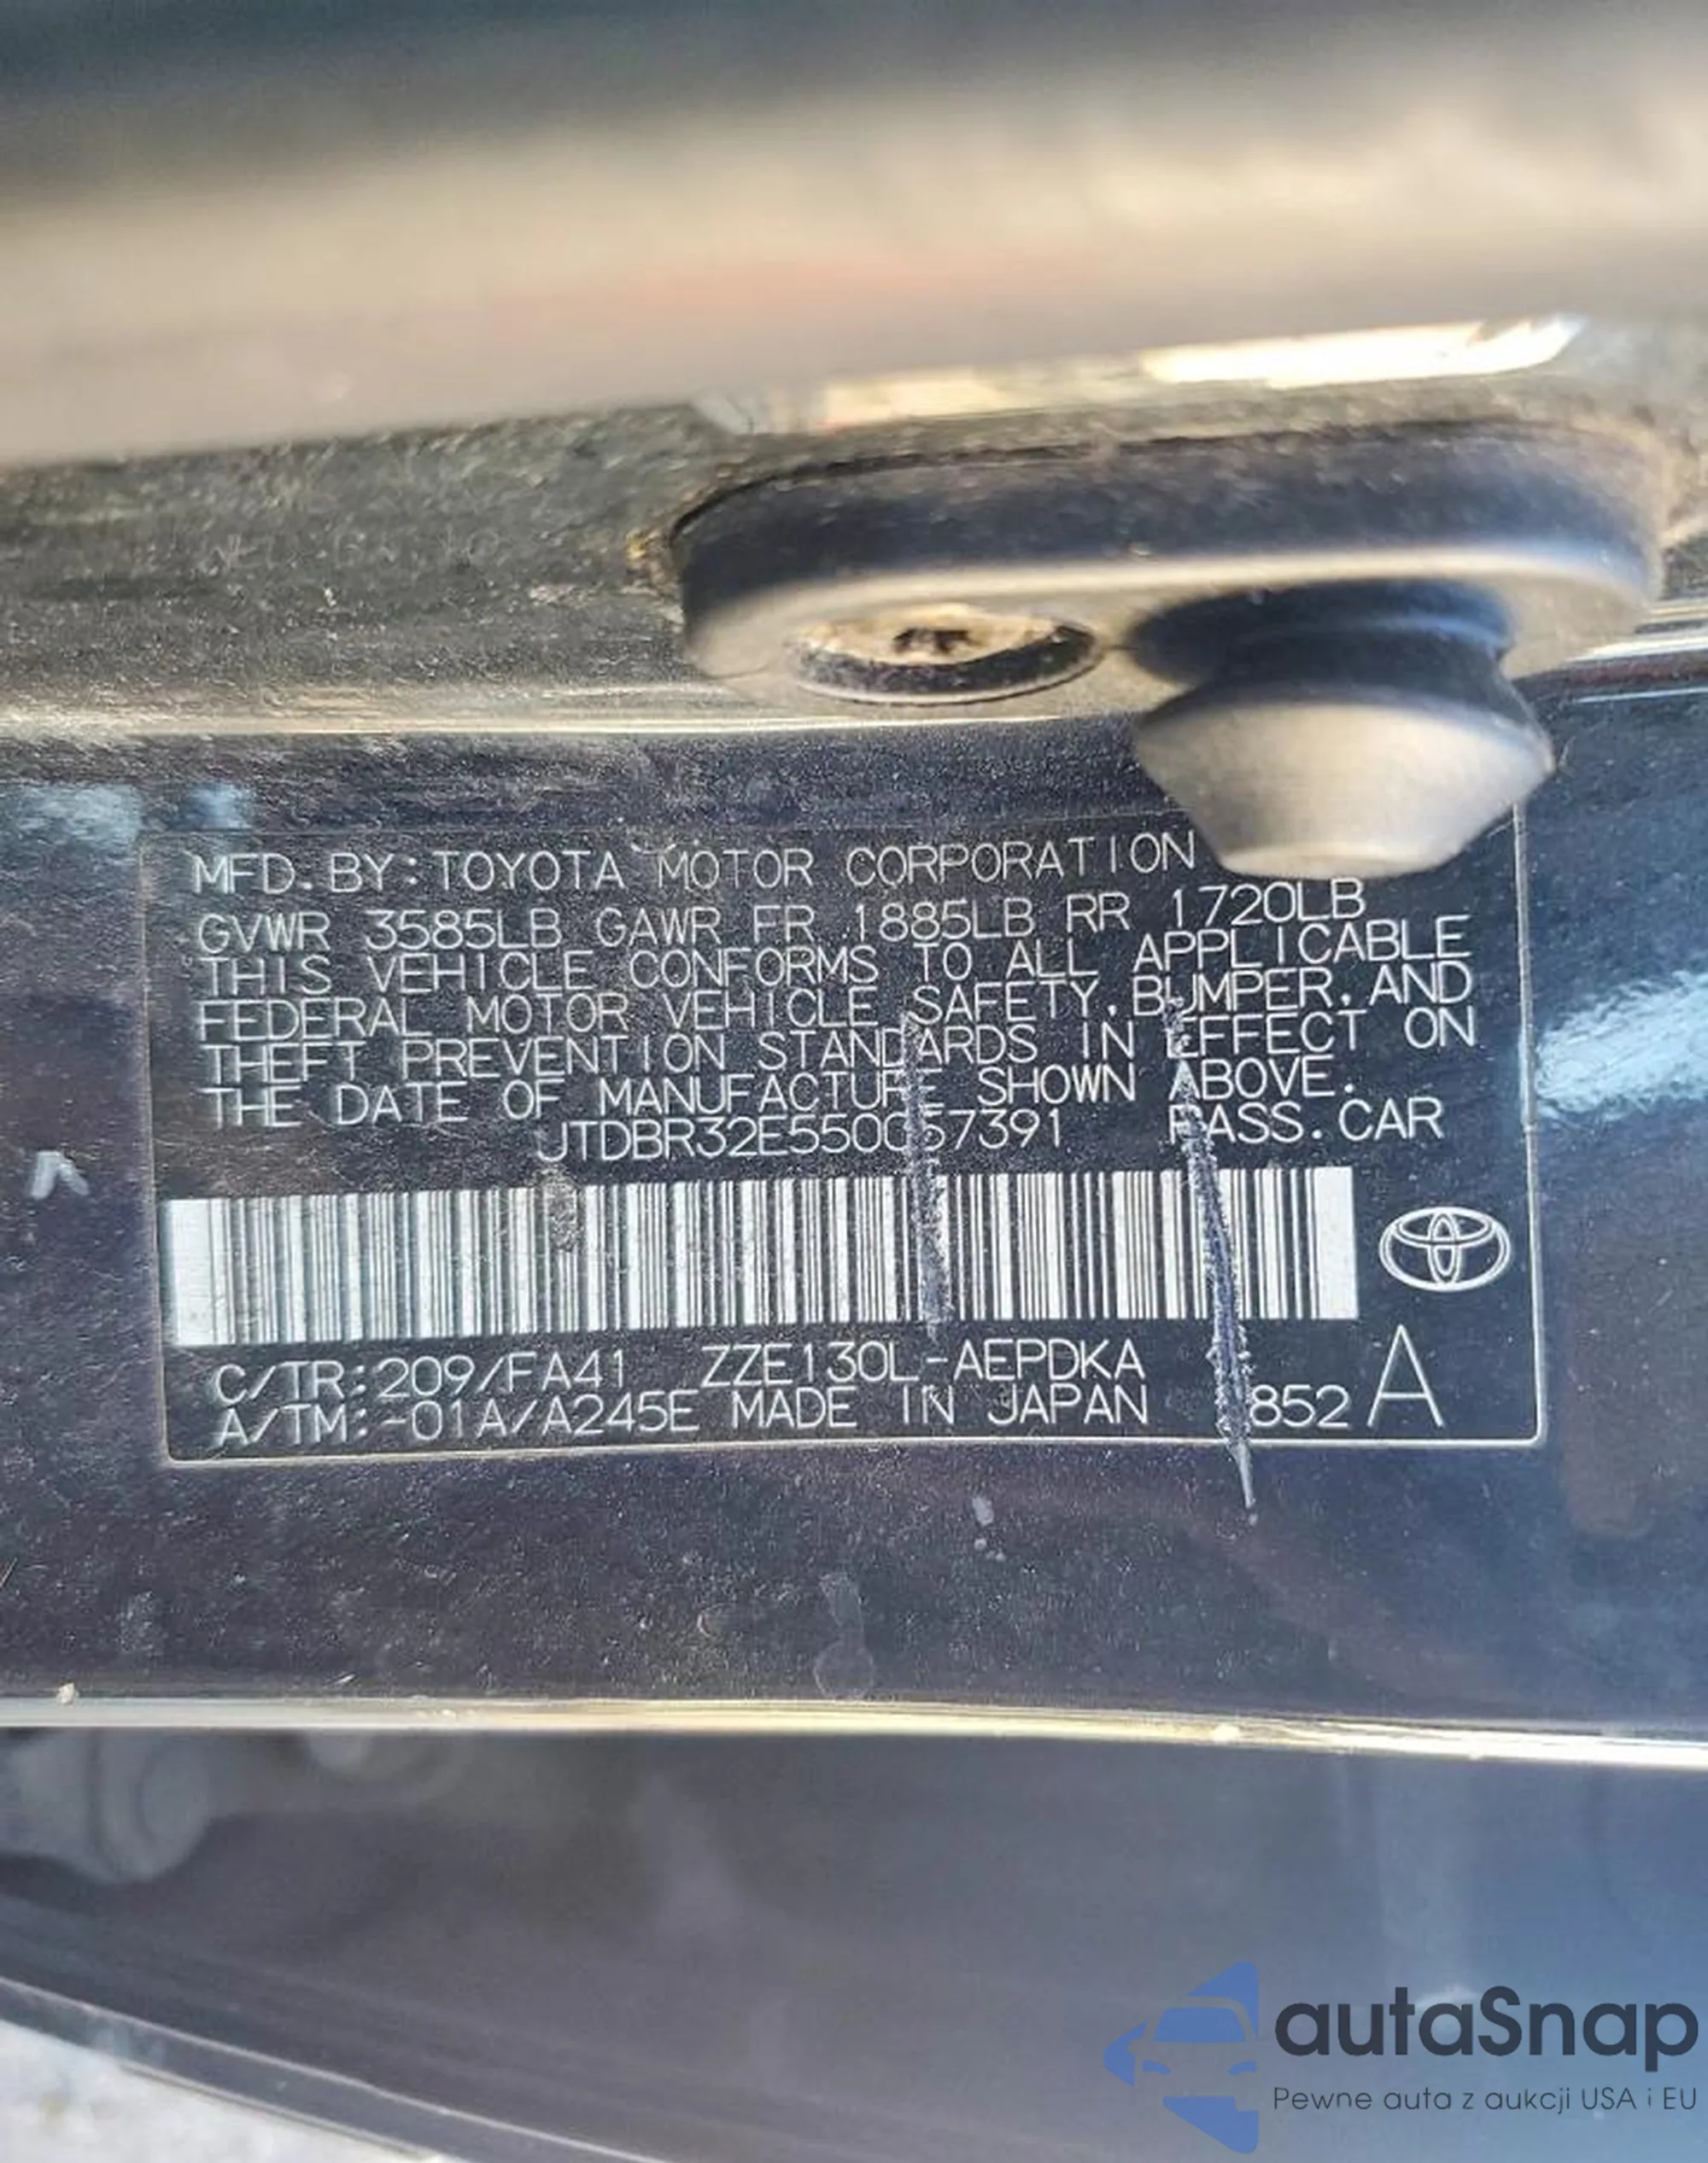 MFD. BY: TOYOTA MOTOR CORPORATION
GVWR 3585LB GAWR FR 1885LB RR 1720LB
THIS VEHICLE CONFORMS TO ALL APPLICABLE
FEDERAL MOTOR VEHICLE SAFETY, BUMPER, AND
THEFT PREVENTION STANDARDS IN EFFECT ON
THE DATE OF MANUFACTURE SHOWN ABOVE.
JTDBR32E550057391 PASS. CAR
C/TR:209/FA41 ZZE130L-AEPDKA
A/TM:-01A/A245E MADE IN JAPAN 852 A
autaSnap
Pewne auta z aukcji USA i EU